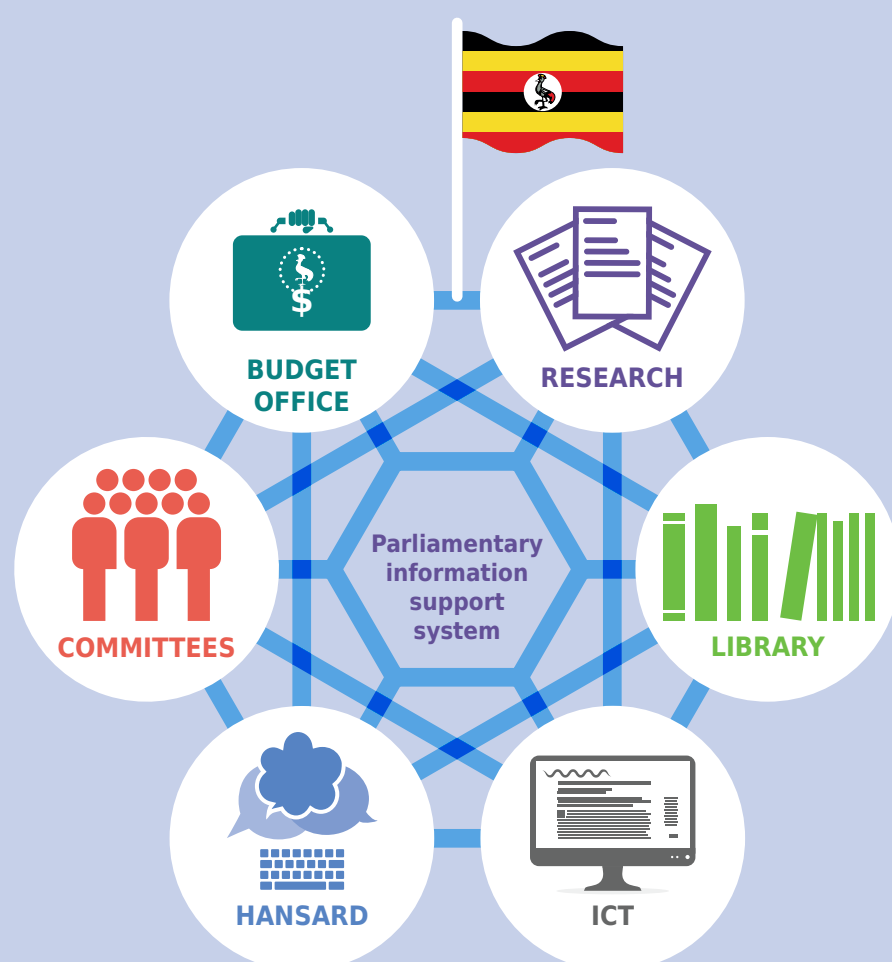 $
BUDGET
OFFICE
RESEARCH
Parliamentary
information
support
system
COMMITTEES
LIBRARY
HANSARD
ICT